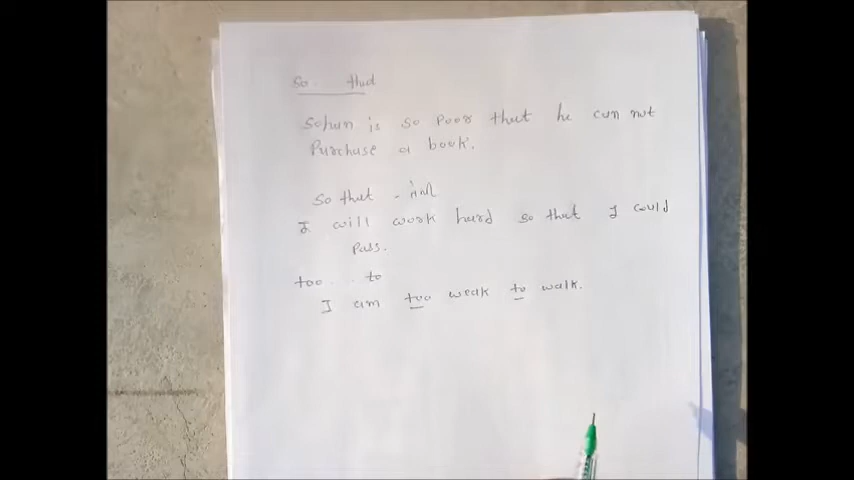 so . . that
Sohan is so poor that he can not
Purchase a book.
so that -
I will work hard so that I could
pass.
too . . to
I am too weak to walk.